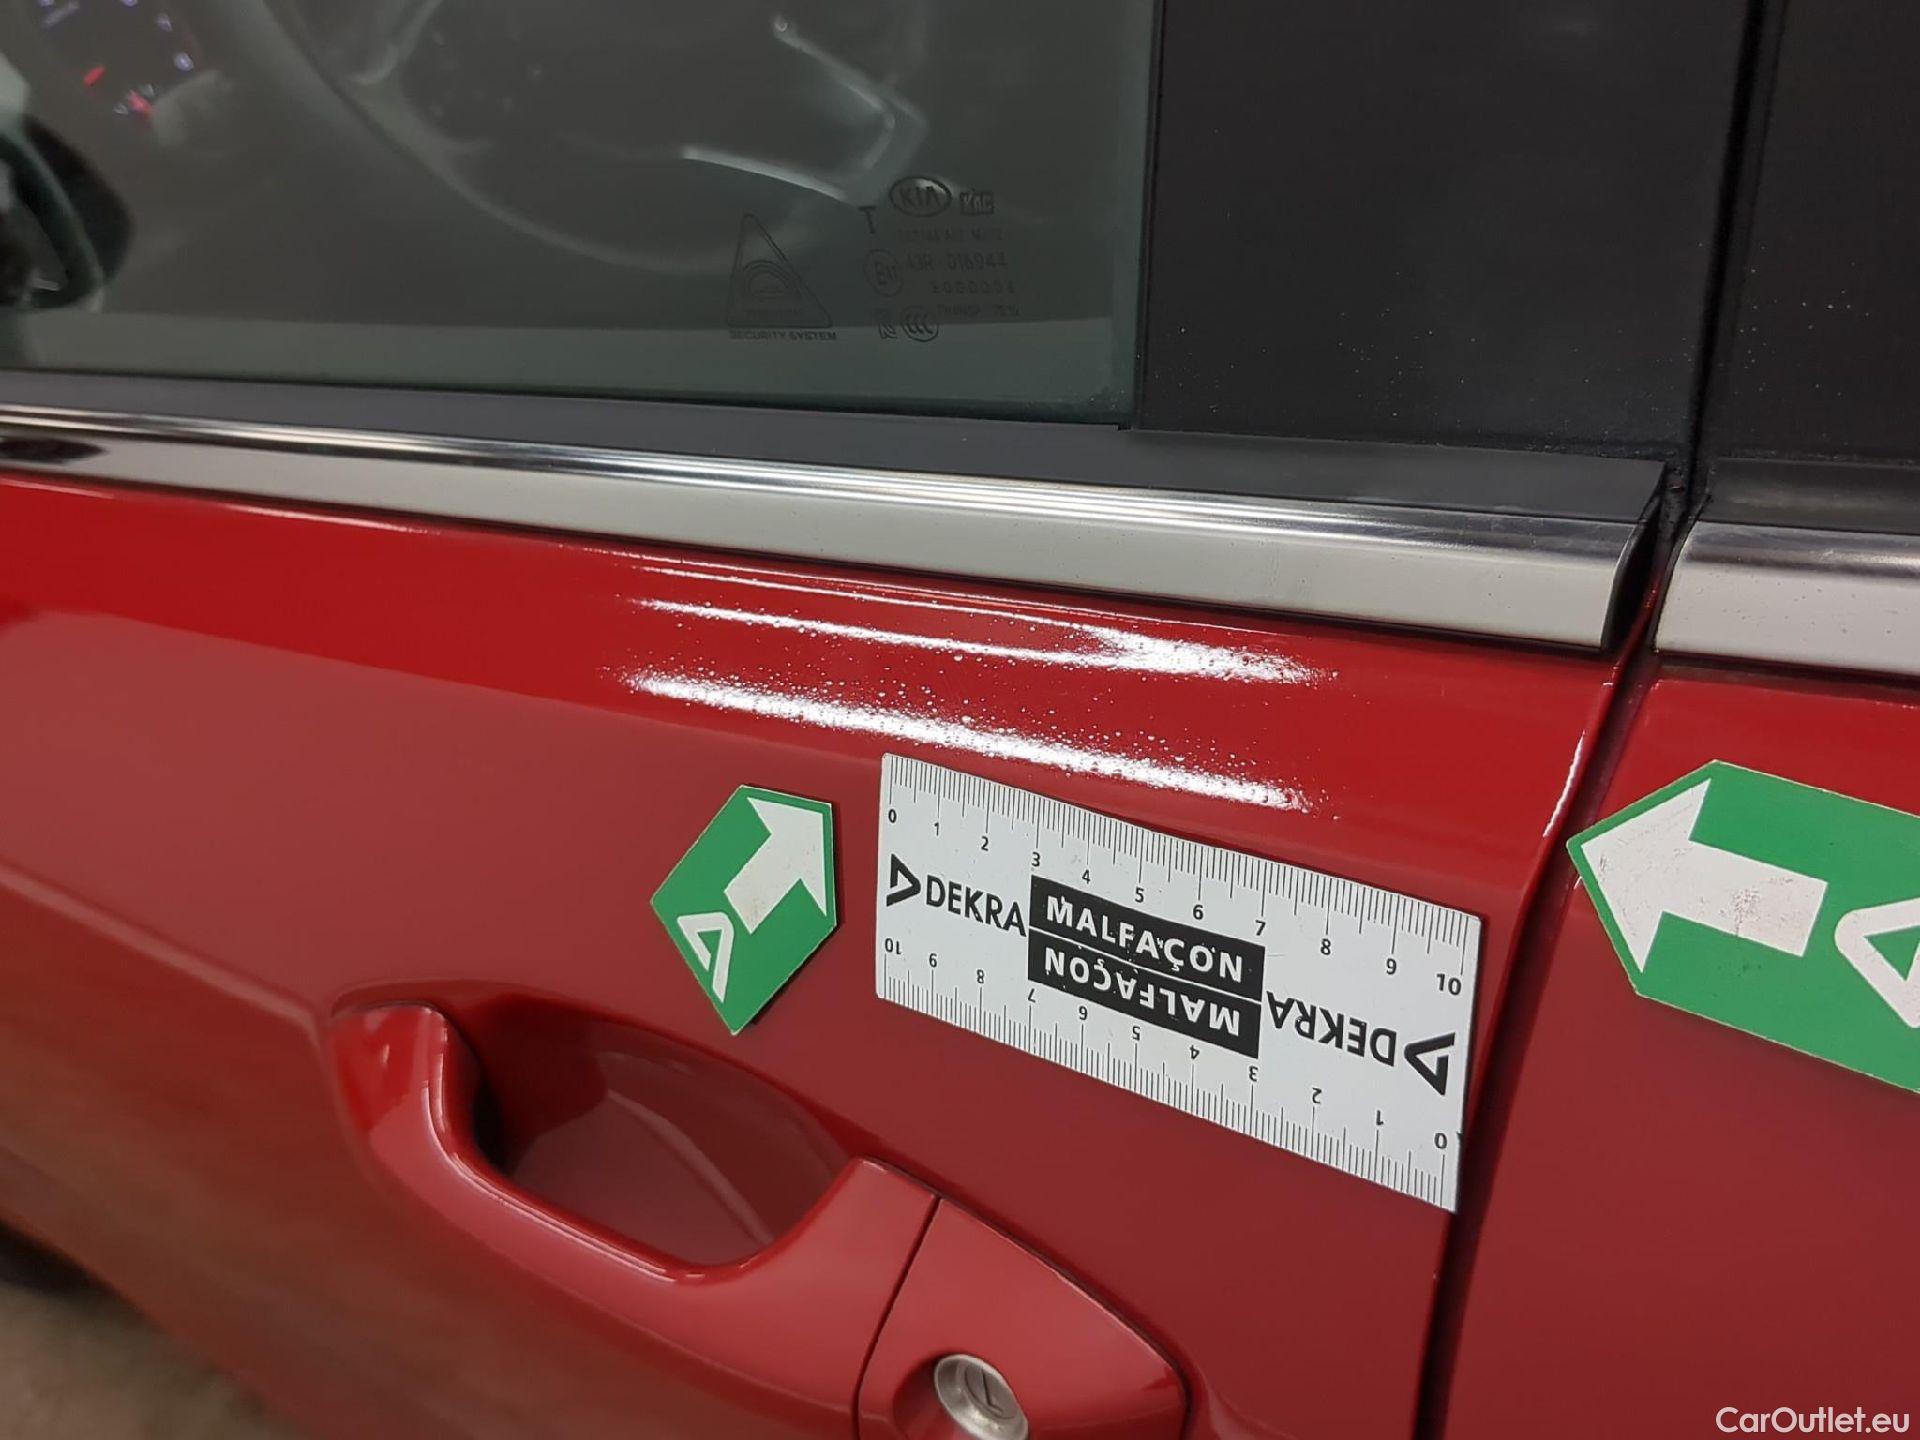 KIA
T
43R - 016944
SECURITY SYSTEM
0 1 2 3 4 5 6 7 8 9 10
DEKRA
MALFAÇON
MALFAÇON
DEKRA
10 9 8 7 6 5 4 3 2 1 0
CarOutlet.eu